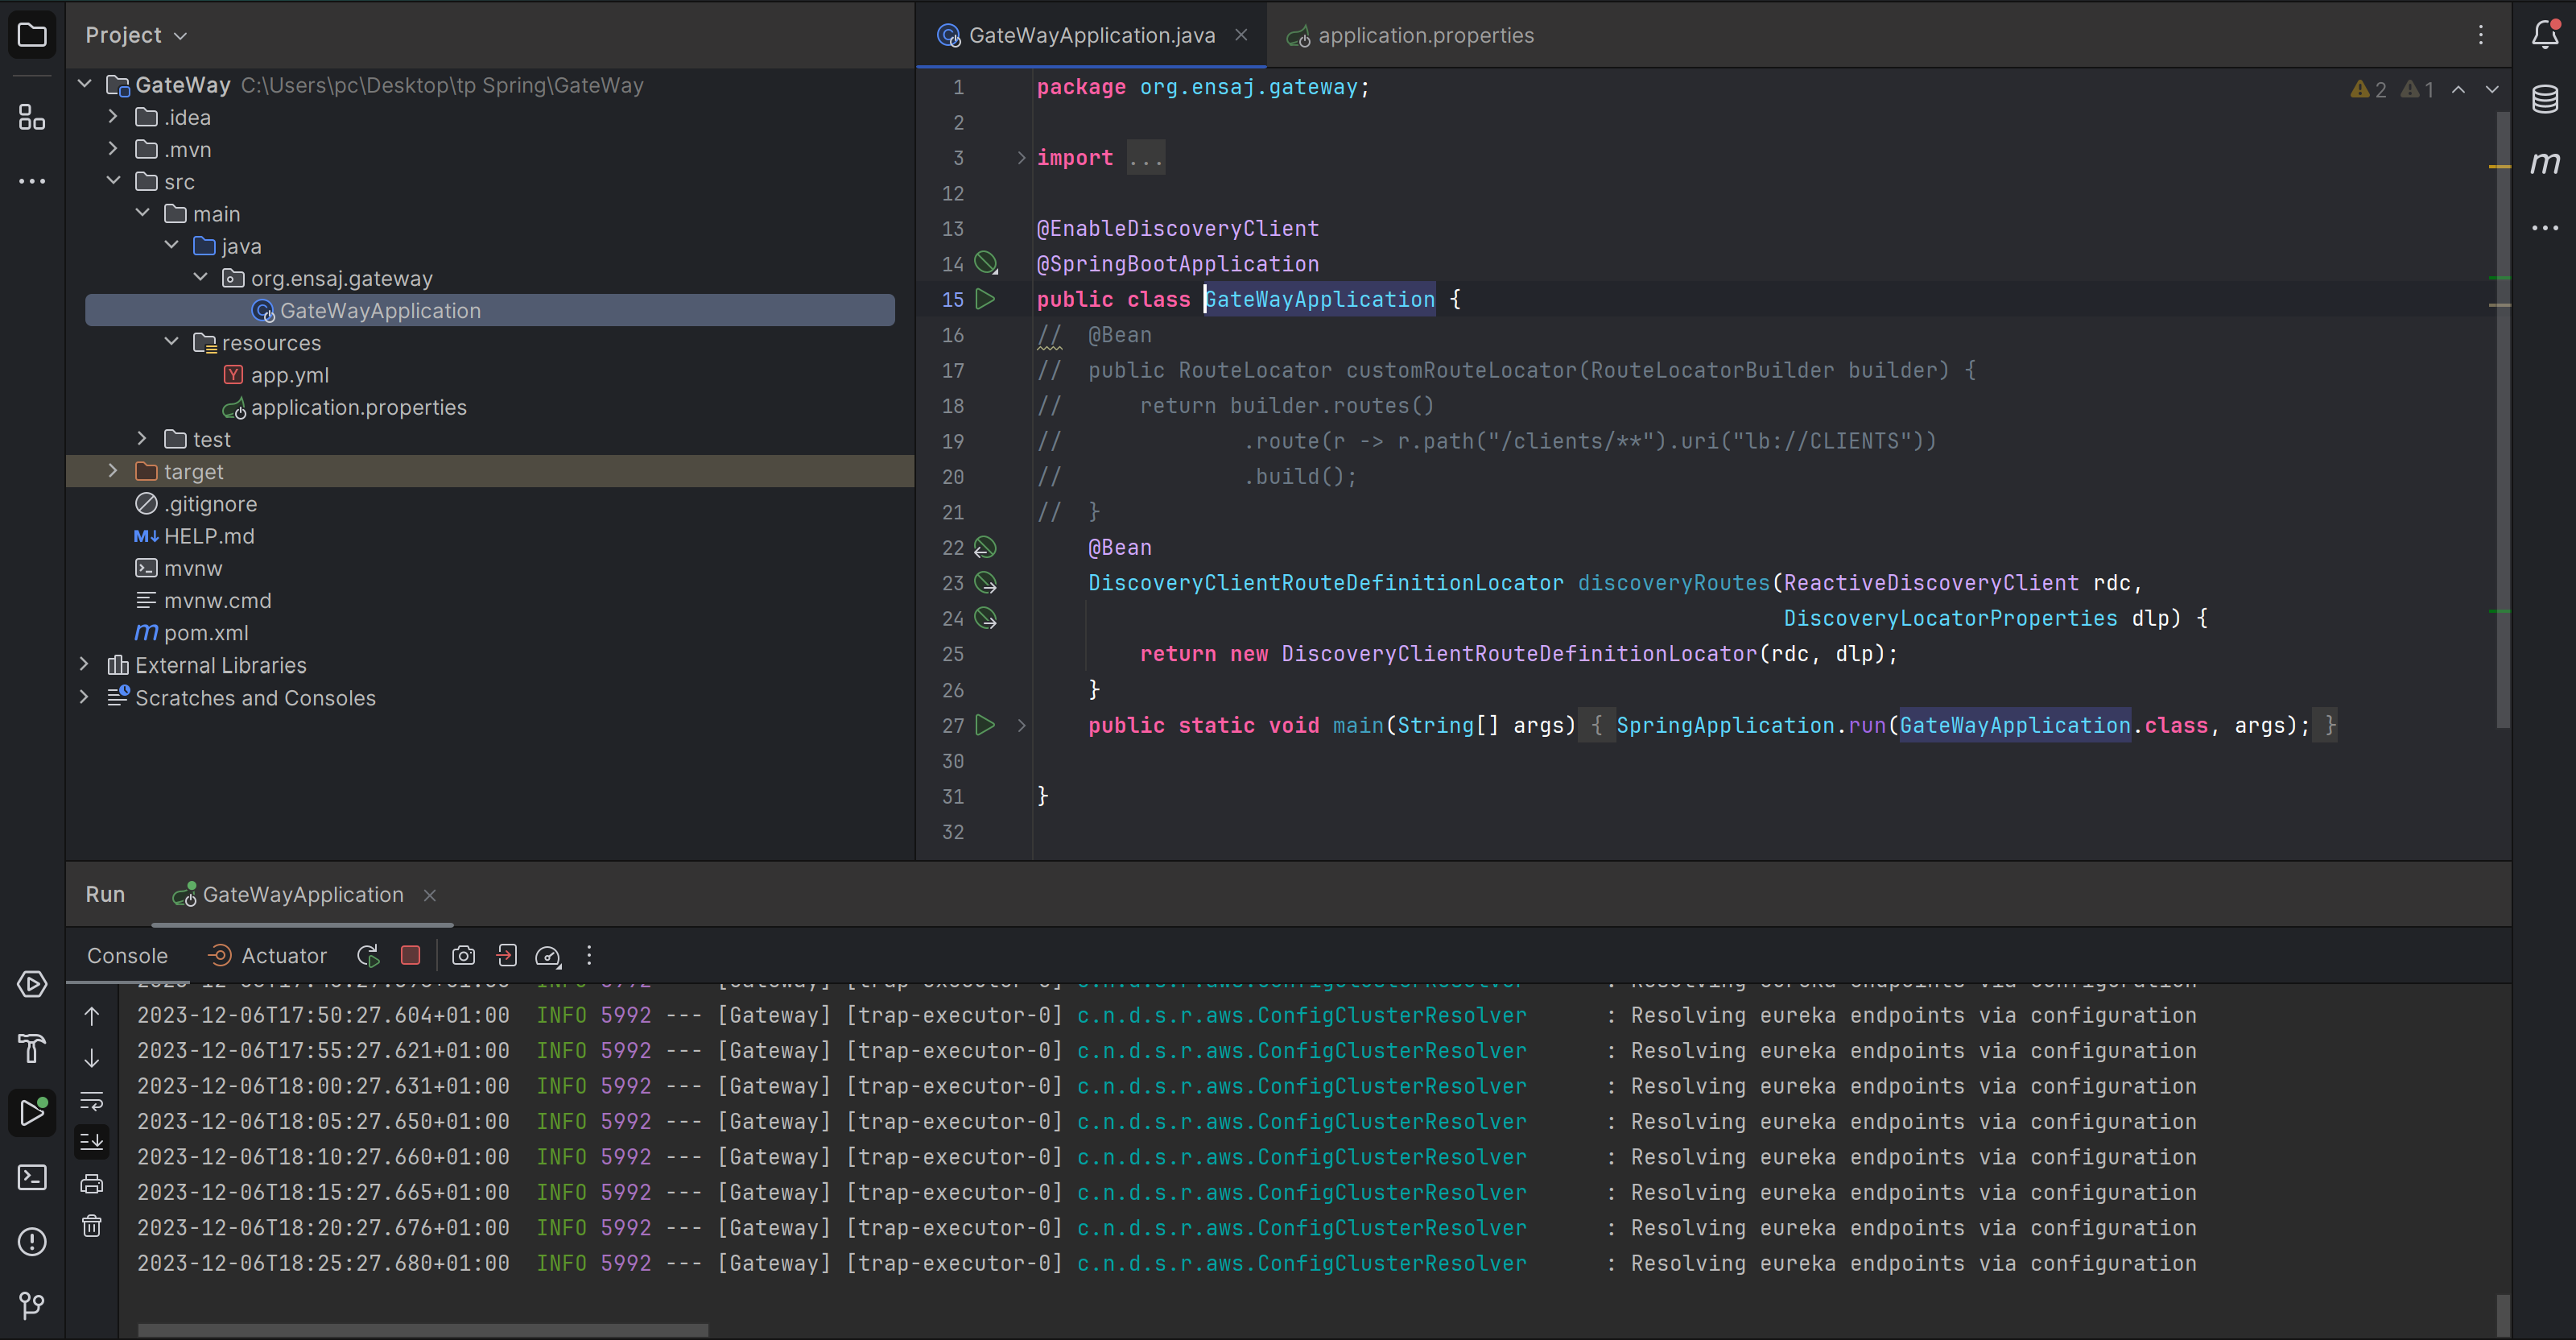 Project
GateWay C:\Users\pc\Desktop\tp Spring\GateWay
.idea
.mvn
src
main
java
org.ensaj.gateway
GateWayApplication
resources
app.yml
application.properties
test
target
.gitignore
HELP.md
mvnw
mvnw.cmd
pom.xml
External Libraries
Scratches and Consoles
GateWayApplication.java application.properties
2 1
1 package org.ensaj.gateway;
2
3 import ...
12
13 @EnableDiscoveryClient
14 @SpringBootApplication
15 public class GateWayApplication {
16 // @Bean
17 // public RouteLocator customRouteLocator(RouteLocatorBuilder builder) {
18 // return builder.routes()
19 // .route(r -> r.path("/clients/**").uri("lb://CLIENTS"))
20 // .build();
21 // }
22 @Bean
23 DiscoveryClientRouteDefinitionLocator discoveryRoutes(ReactiveDiscoveryClient rdc,
24 DiscoveryLocatorProperties dlp) {
25 return new DiscoveryClientRouteDefinitionLocator(rdc, dlp);
26 }
27 public static void main(String[] args) { SpringApplication.run(GateWayApplication.class, args); }
30
31 }
32
Run GateWayApplication
Console Actuator
2023-12-06T17:50:27.604+01:00 INFO 5992 --- [Gateway] [trap-executor-0] c.n.d.s.r.aws.ConfigClusterResolver : Resolving eureka endpoints via configuration
2023-12-06T17:55:27.621+01:00 INFO 5992 --- [Gateway] [trap-executor-0] c.n.d.s.r.aws.ConfigClusterResolver : Resolving eureka endpoints via configuration
2023-12-06T18:00:27.631+01:00 INFO 5992 --- [Gateway] [trap-executor-0] c.n.d.s.r.aws.ConfigClusterResolver : Resolving eureka endpoints via configuration
2023-12-06T18:05:27.650+01:00 INFO 5992 --- [Gateway] [trap-executor-0] c.n.d.s.r.aws.ConfigClusterResolver : Resolving eureka endpoints via configuration
2023-12-06T18:10:27.660+01:00 INFO 5992 --- [Gateway] [trap-executor-0] c.n.d.s.r.aws.ConfigClusterResolver : Resolving eureka endpoints via configuration
2023-12-06T18:15:27.665+01:00 INFO 5992 --- [Gateway] [trap-executor-0] c.n.d.s.r.aws.ConfigClusterResolver : Resolving eureka endpoints via configuration
2023-12-06T18:20:27.676+01:00 INFO 5992 --- [Gateway] [trap-executor-0] c.n.d.s.r.aws.ConfigClusterResolver : Resolving eureka endpoints via configuration
2023-12-06T18:25:27.680+01:00 INFO 5992 --- [Gateway] [trap-executor-0] c.n.d.s.r.aws.ConfigClusterResolver : Resolving eureka endpoints via configuration